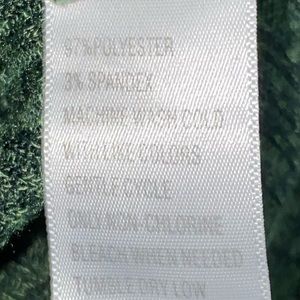 97% POLYESTER
3% SPANDEX
MACHINE WASH COLD
WITH LIKE COLORS
GENTLE CYCLE
ONLY NON-CHLORINE
BLEACH WHEN NEEDED
TUMBLE DRY LOW